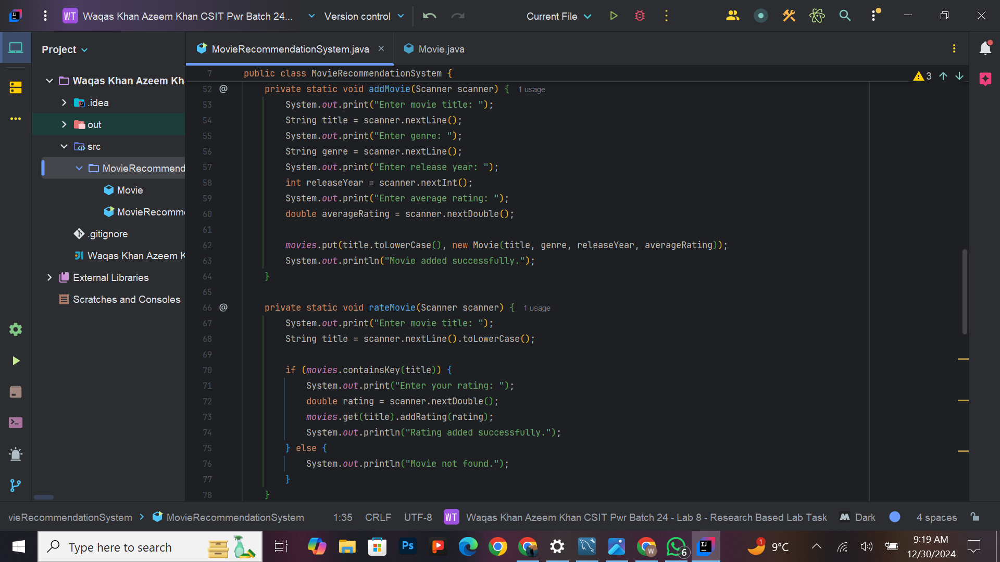 WT Waqas Khan Azeem Khan CSIT Pwr Batch 24... Version control Current File
Project
Waqas Khan Azeem Kh
.idea
out
src
MovieRecommend
Movie
MovieRecomm
.gitignore
Waqas Khan Azeem K
External Libraries
Scratches and Consoles
MovieRecommendationSystem.java Movie.java
7 public class MovieRecommendationSystem {
3
52 @ private static void addMovie(Scanner scanner) { 1 usage
53 System.out.print("Enter movie title: ");
54 String title = scanner.nextLine();
55 System.out.print("Enter genre: ");
56 String genre = scanner.nextLine();
57 System.out.print("Enter release year: ");
58 int releaseYear = scanner.nextInt();
59 System.out.print("Enter average rating: ");
60 double averageRating = scanner.nextDouble();
61
62 movies.put(title.toLowerCase(), new Movie(title, genre, releaseYear, averageRating));
63 System.out.println("Movie added successfully.");
64 }
65
66 @ private static void rateMovie(Scanner scanner) { 1 usage
67 System.out.print("Enter movie title: ");
68 String title = scanner.nextLine().toLowerCase();
69
70 if (movies.containsKey(title)) {
71 System.out.print("Enter your rating: ");
72 double rating = scanner.nextDouble();
73 movies.get(title).addRating(rating);
74 System.out.println("Rating added successfully.");
75 } else {
76 System.out.println("Movie not found.");
77 }
78 }
vieRecommendationSystem MovieRecommendationSystem 1:35 CRLF UTF-8 WT Waqas Khan Azeem Khan CSIT Pwr Batch 24 - Lab 8 - Research Based Lab Task Dark 4 spaces
Type here to search
Ps
W
6
IJ
1
9°C
9:19 AM
12/30/2024